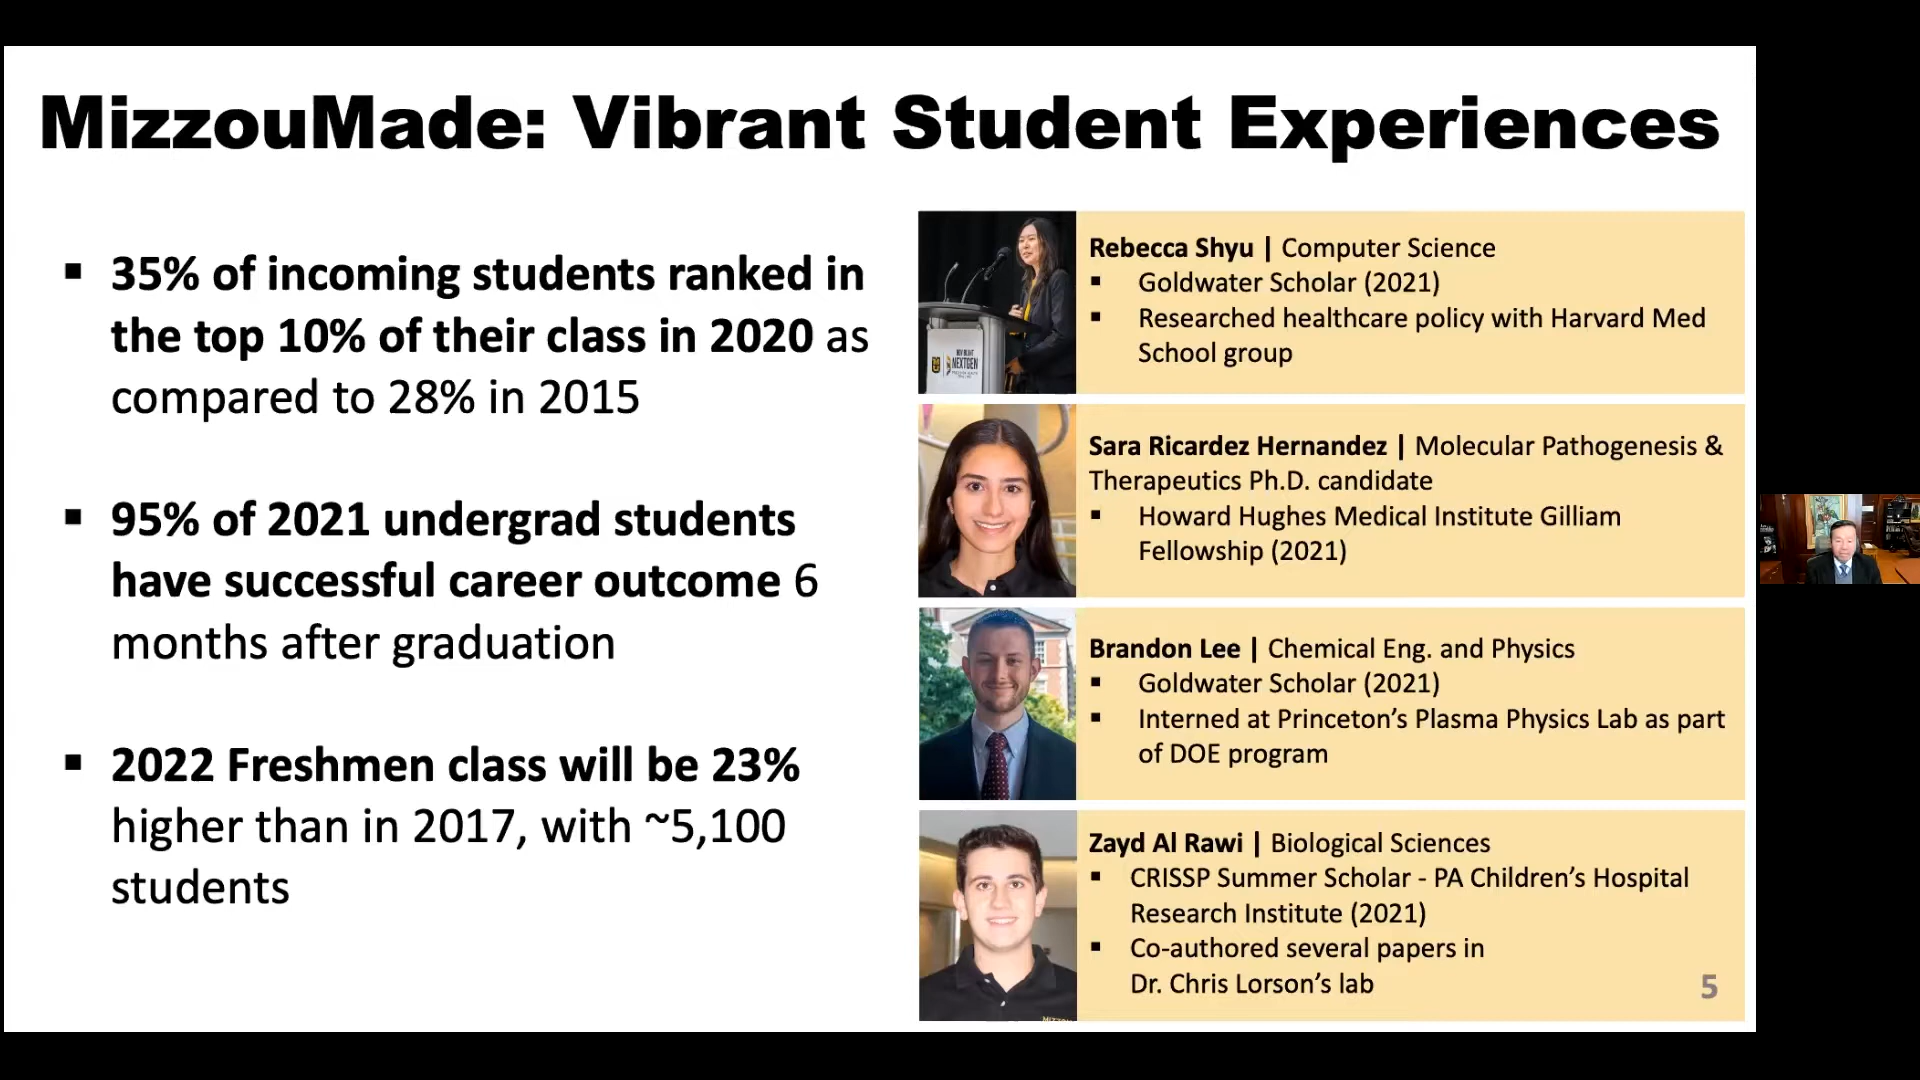 MizzouMade: Vibrant Student Experiences
▪ 35% of incoming students ranked in
the top 10% of their class in 2020 as
compared to 28% in 2015
▪ 95% of 2021 undergrad students
have successful career outcome 6
months after graduation
▪ 2022 Freshmen class will be 23%
higher than in 2017, with ~5,100
students
Rebecca Shyu | Computer Science
▪ Goldwater Scholar (2021)
▪ Researched healthcare policy with Harvard Med
School group
NEXTGEN
Sara Ricardez Hernandez | Molecular Pathogenesis &
Therapeutics Ph.D. candidate
▪ Howard Hughes Medical Institute Gilliam
Fellowship (2021)
Brandon Lee | Chemical Eng. and Physics
▪ Goldwater Scholar (2021)
▪ Interned at Princeton’s Plasma Physics Lab as part
of DOE program
Zayd Al Rawi | Biological Sciences
▪ CRISSP Summer Scholar - PA Children’s Hospital
Research Institute (2021)
▪ Co-authored several papers in
Dr. Chris Lorson’s lab
5